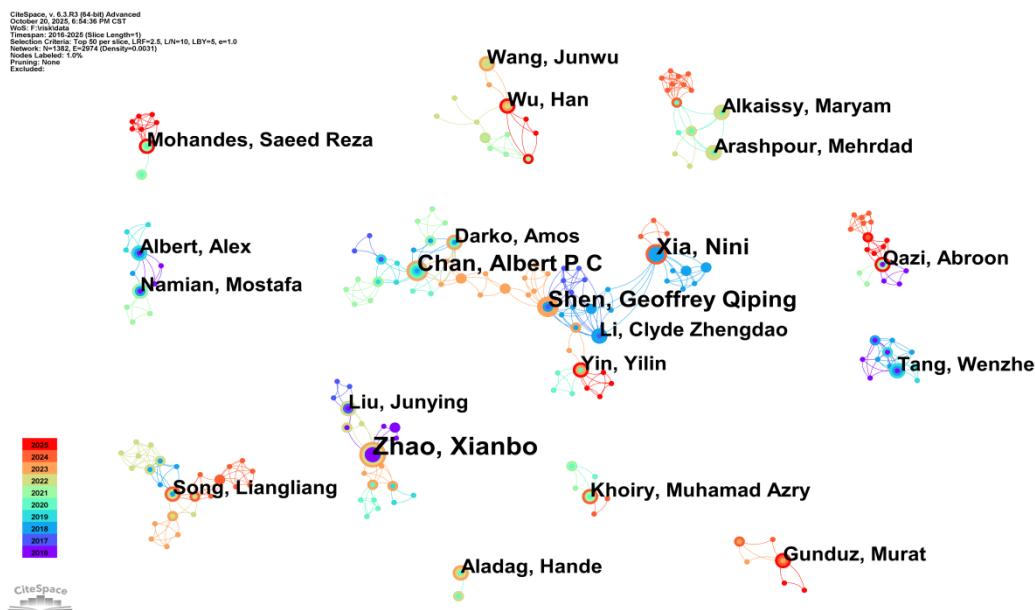 CiteSpace, v. 6.3.R3 (64-bit) Advanced
October 20, 2025, 6:54:36 PM CST
WoS: F:\risk\data
Timespan: 2016-2025 (Slice Length=1)
Selection Criteria: Top 50 per slice, LRF=2.5, L/N=10, LBY=5, e=1.0
Network: N=1382, E=2974 (Density=0.0031)
Nodes Labeled: 1.0%
Pruning: None
Excluded:
Wang, Junwu
Wu, Han
Alkaissy, Maryam
Arashpour, Mehrdad
Mohandes, Saeed Reza
Albert, Alex
Namian, Mostafa
Darko, Amos
Chan, Albert P C
Xia, Nini
Qazi, Abroon
Shen, Geoffrey Qiping
Li, Clyde Zhengdao
Yin, Yilin
Tang, Wenzhe
Liu, Junying
Zhao, Xianbo
Song, Liangliang
Khoiry, Muhamad Azry
Aladag, Hande
Gunduz, Murat
2025
2024
2023
2022
2021
2020
2019
2018
2017
2016
CiteSpace